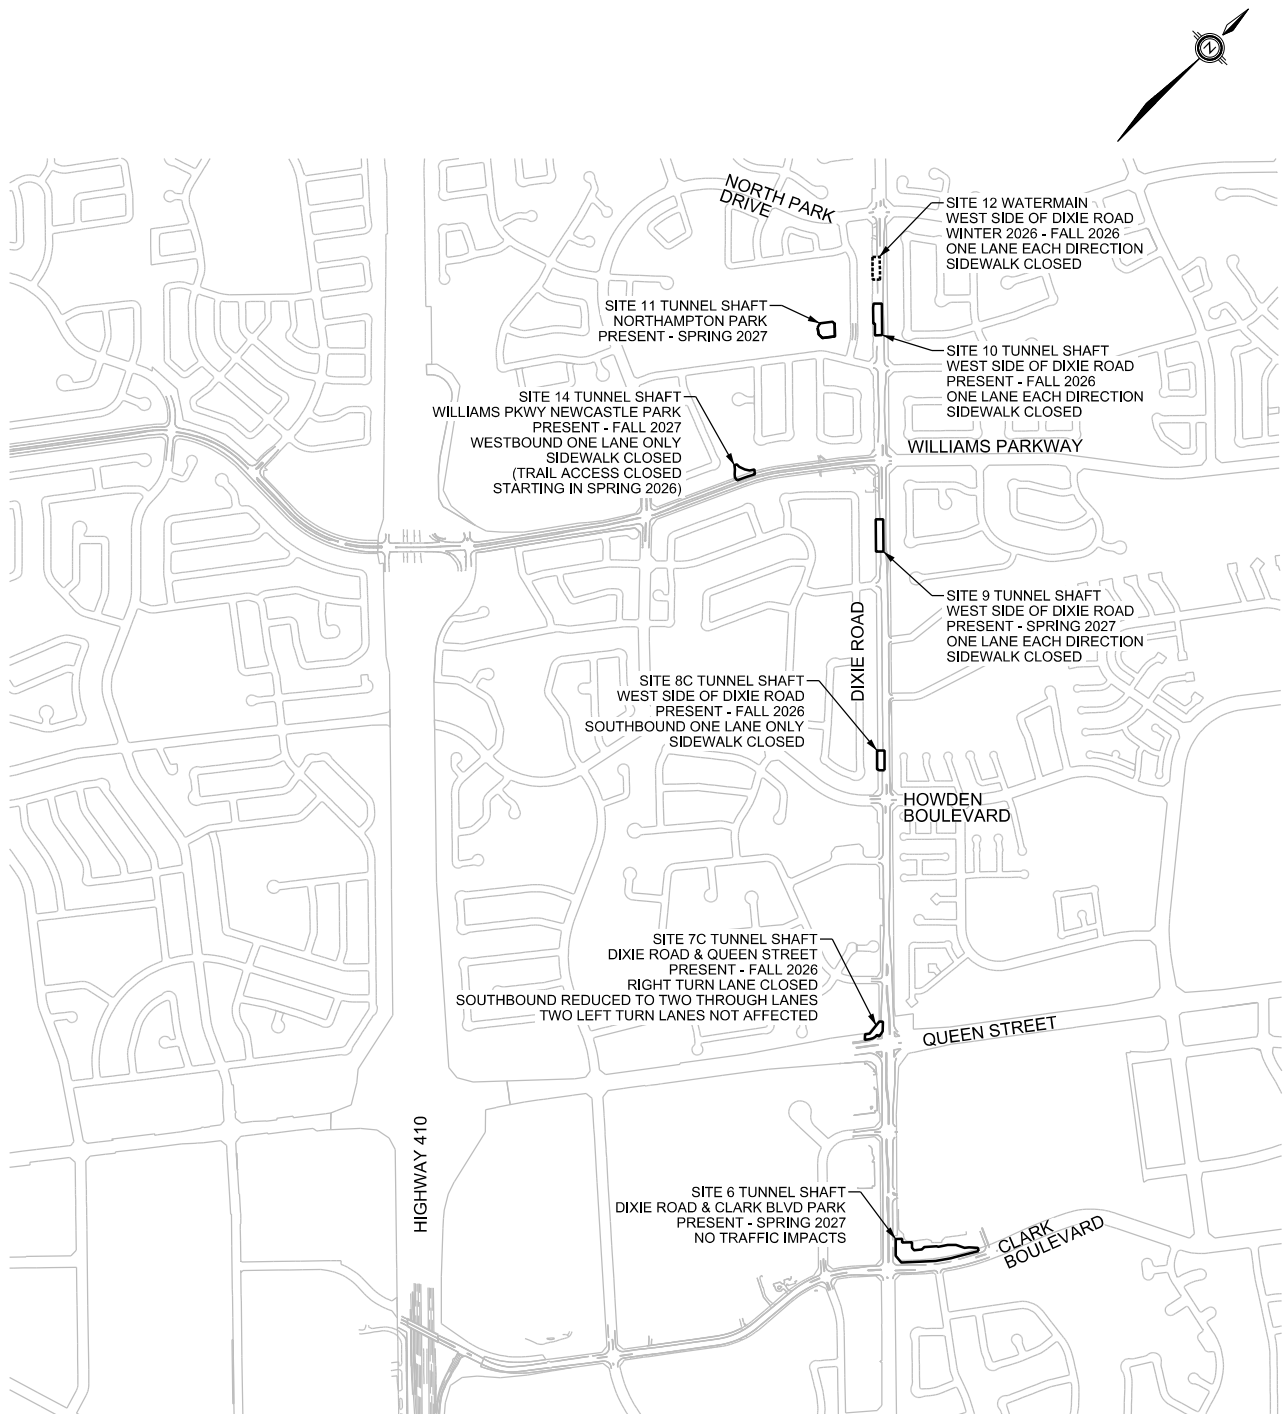 N
NORTH PARK
DRIVE
SITE 12 WATERMAIN
WEST SIDE OF DIXIE ROAD
WINTER 2026 - FALL 2026
ONE LANE EACH DIRECTION
SIDEWALK CLOSED
SITE 11 TUNNEL SHAFT
NORTHAMPTON PARK
PRESENT - SPRING 2027
SITE 10 TUNNEL SHAFT
WEST SIDE OF DIXIE ROAD
PRESENT - FALL 2026
ONE LANE EACH DIRECTION
SIDEWALK CLOSED
SITE 14 TUNNEL SHAFT
WILLIAMS PKWY NEWCASTLE PARK
PRESENT - FALL 2027
WESTBOUND ONE LANE ONLY
SIDEWALK CLOSED
(TRAIL ACCESS CLOSED
STARTING IN SPRING 2026)
WILLIAMS PARKWAY
SITE 9 TUNNEL SHAFT
WEST SIDE OF DIXIE ROAD
PRESENT - SPRING 2027
ONE LANE EACH DIRECTION
SIDEWALK CLOSED
DIXIE ROAD
SITE 8C TUNNEL SHAFT
WEST SIDE OF DIXIE ROAD
PRESENT - FALL 2026
SOUTHBOUND ONE LANE ONLY
SIDEWALK CLOSED
HOWDEN
BOULEVARD
SITE 7C TUNNEL SHAFT
DIXIE ROAD & QUEEN STREET
PRESENT - FALL 2026
RIGHT TURN LANE CLOSED
SOUTHBOUND REDUCED TO TWO THROUGH LANES
TWO LEFT TURN LANES NOT AFFECTED
QUEEN STREET
HIGHWAY 410
SITE 6 TUNNEL SHAFT
DIXIE ROAD & CLARK BLVD PARK
PRESENT - SPRING 2027
NO TRAFFIC IMPACTS
CLARK
BOULEVARD